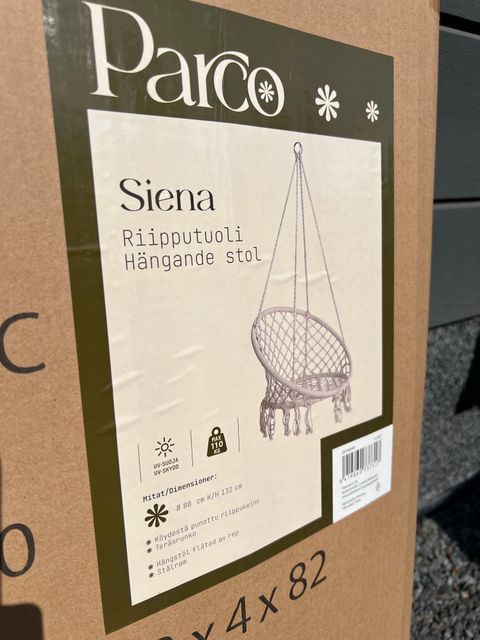 Parco
Siena
Riipputuoli
Hängande stol
UV-SUOJA
UV-SKYDD
MAX
110
KG
Mitat/Dimensioner:
Ø 80 cm K/H 132 cm
Köydestä punottu riippukeinu
Teräsrunko
Hängstol flätad av rep
Stålram
C
x 4 x 82